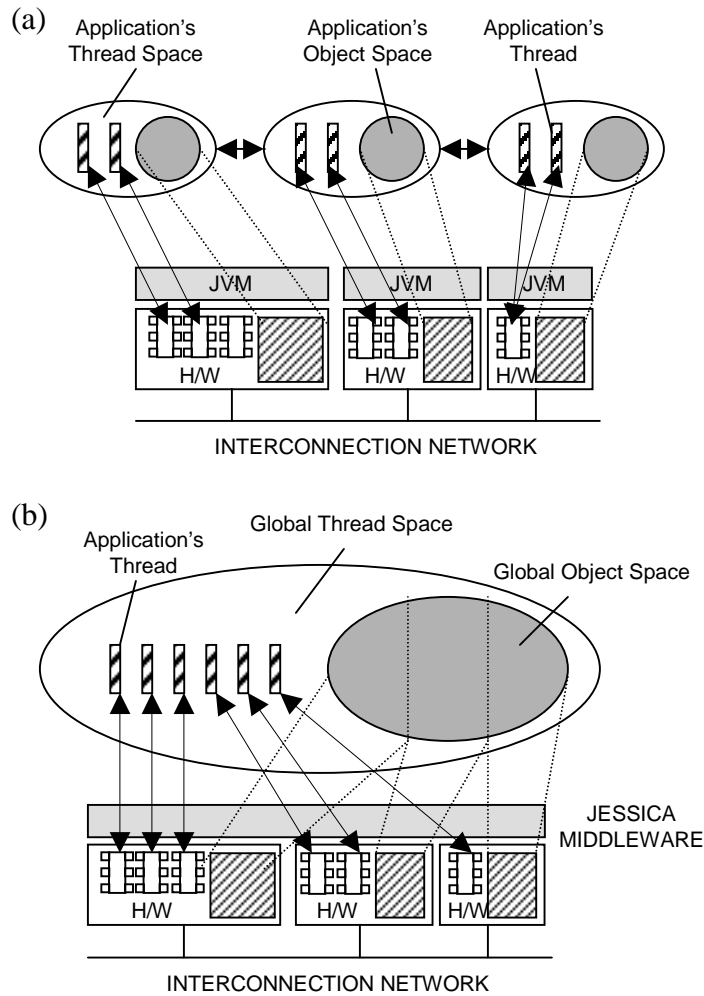 (a)
Application's
Thread Space
Application's
Object Space
Application's
Thread
JVM
JVM
JVM
H/W
H/W
H/W
INTERCONNECTION NETWORK
(b)
Application's
Thread
Global Thread Space
Global Object Space
JESSICA
MIDDLEWARE
H/W
H/W
H/W
INTERCONNECTION NETWORK